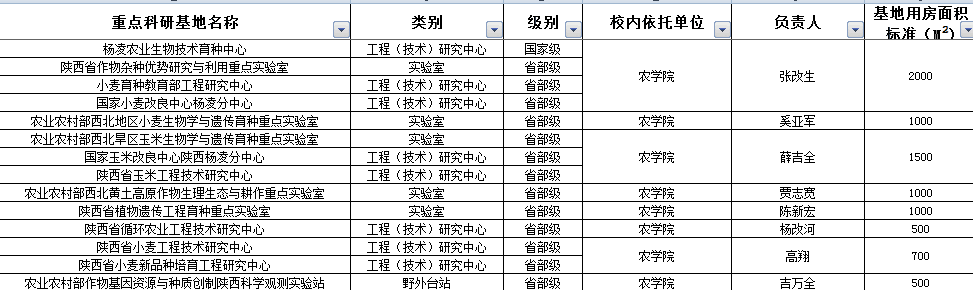 重点科研基地名称 类别 级别 校内依托单位 负责人 基地用房面积标准（M²）
杨凌农业生物技术育种中心 工程（技术）研究中心 国家级
陕西省作物杂种优势研究与利用重点实验室 实验室 省部级
小麦育种教育部工程研究中心 工程（技术）研究中心 省部级
国家小麦改良中心杨凌分中心 工程（技术）研究中心 省部级
农学院 张改生 2000
农业农村部西北地区小麦生物学与遗传育种重点实验室 实验室 省部级 农学院 奚亚军 1000
农业农村部西北旱区玉米生物学与遗传育种重点实验室 实验室 省部级
国家玉米改良中心陕西杨凌分中心 工程（技术）研究中心 省部级 农学院 薛吉全 1500
陕西省玉米工程技术研究中心 工程（技术）研究中心 省部级
农业农村部西北黄土高原作物生理生态与耕作重点实验室 实验室 省部级 农学院 贾志宽 1000
陕西省植物遗传工程育种重点实验室 实验室 省部级 农学院 陈新宏 1000
陕西省循环农业工程技术研究中心 工程（技术）研究中心 省部级 农学院 杨改河 500
陕西省小麦工程技术研究中心 工程（技术）研究中心 省部级
陕西省小麦新品种培育工程研究中心 工程（技术）研究中心 省部级
农学院 高翔 700
农业农村部作物基因资源与种质创制陕西科学观测实验站 野外台站 省部级 农学院 吉万全 500